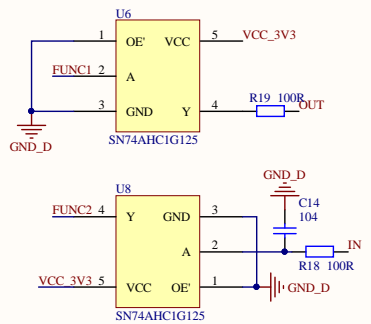 U6
1 OE' VCC 5 VCC_3V3
FUNC1 2 A
3 GND Y 4 R19 100R OUT
GND_D
SN74AHC1G125
U8 GND_D
C14
104
FUNC2 4 Y GND 3
A 2 IN
R18 100R
VCC_3V3 5 VCC OE' 1 GND_D
SN74AHC1G125